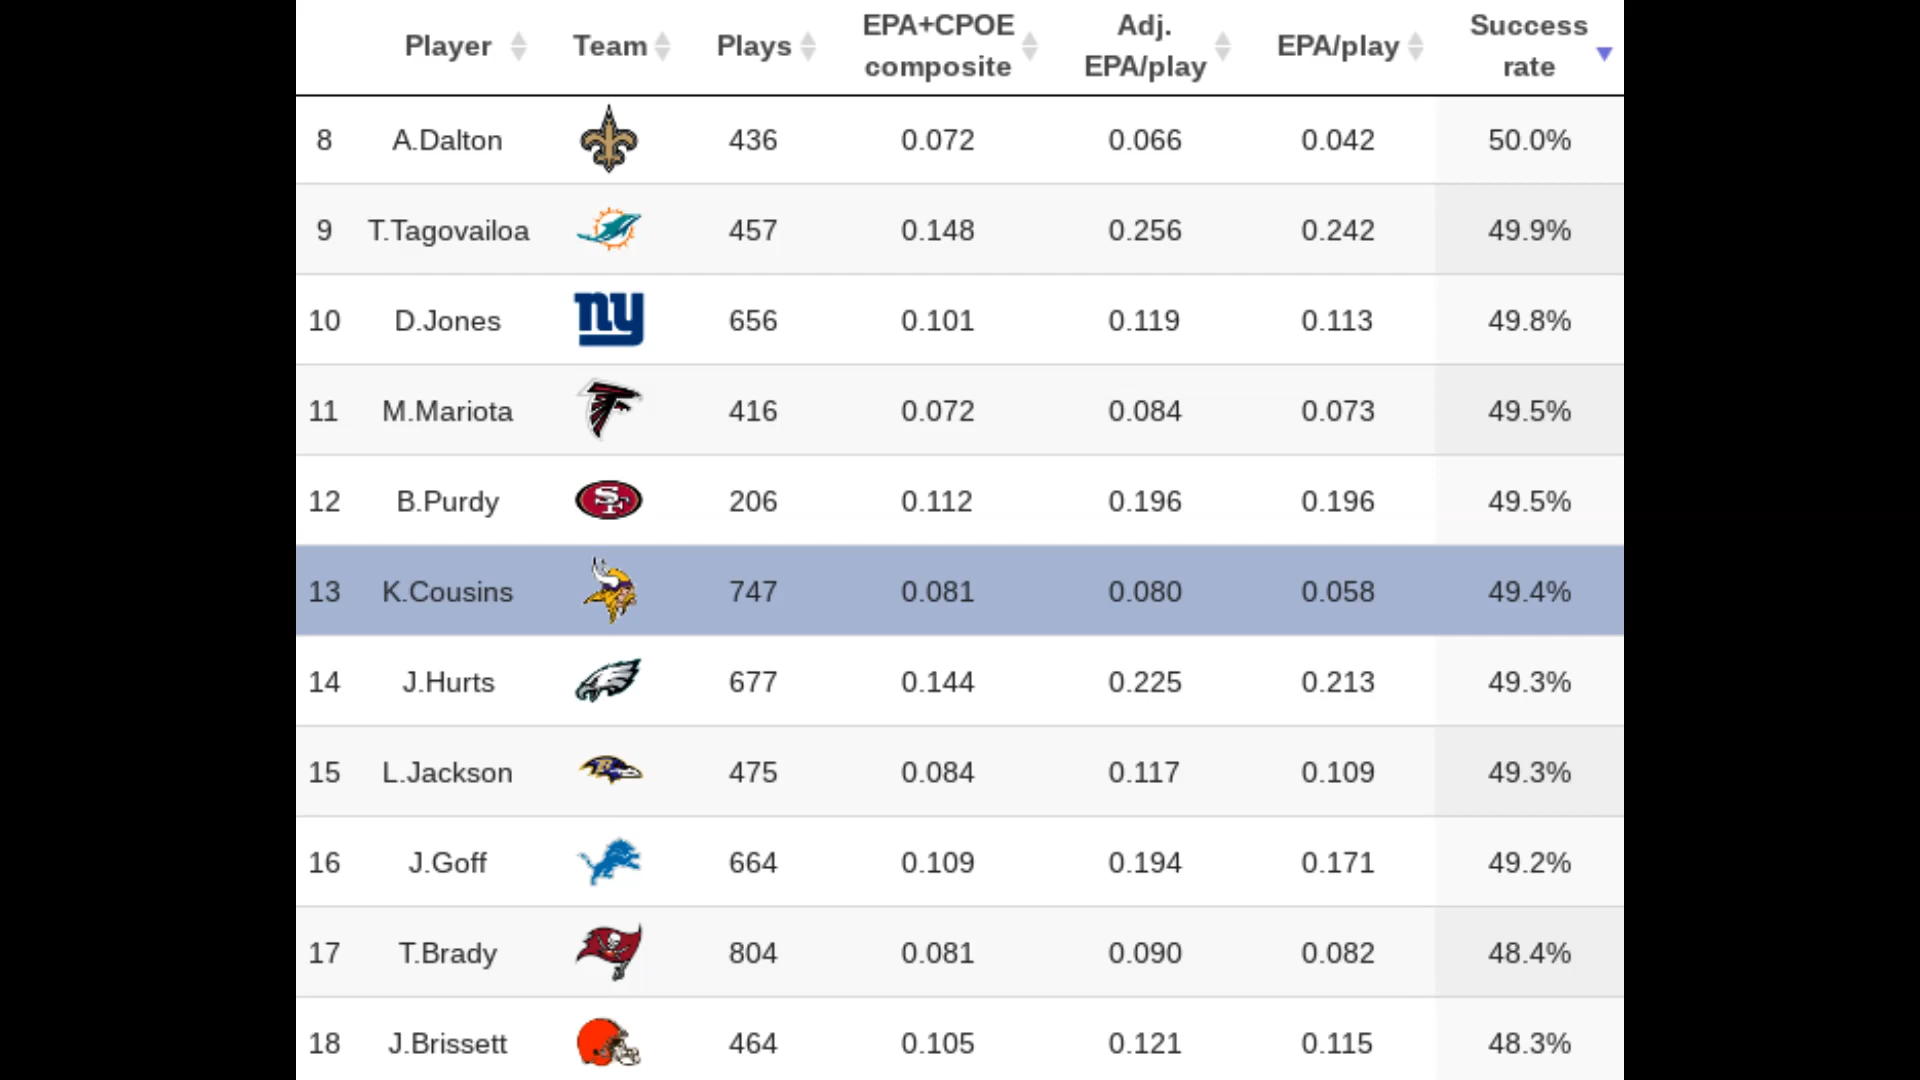 Player Team Plays EPA+CPOE composite Adj. EPA/play EPA/play Success rate
8 A.Dalton 436 0.072 0.066 0.042 50.0%
9 T.Tagovailoa 457 0.148 0.256 0.242 49.9%
10 D.Jones ny 656 0.101 0.119 0.113 49.8%
11 M.Mariota 416 0.072 0.084 0.073 49.5%
12 B.Purdy SF 206 0.112 0.196 0.196 49.5%
13 K.Cousins 747 0.081 0.080 0.058 49.4%
14 J.Hurts 677 0.144 0.225 0.213 49.3%
15 L.Jackson B 475 0.084 0.117 0.109 49.3%
16 J.Goff 664 0.109 0.194 0.171 49.2%
17 T.Brady 804 0.081 0.090 0.082 48.4%
18 J.Brissett 464 0.105 0.121 0.115 48.3%